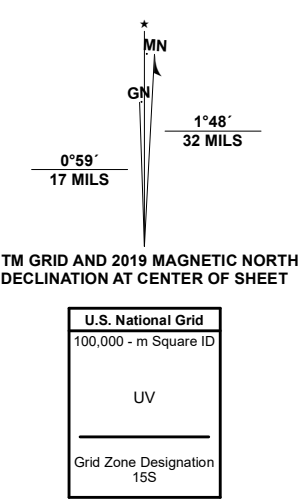 ★
MN
GN
1°48´
32 MILS
0°59´
17 MILS
TM GRID AND 2019 MAGNETIC NORTH
DECLINATION AT CENTER OF SHEET
U.S. National Grid
100,000 - m Square ID
UV
Grid Zone Designation
15S